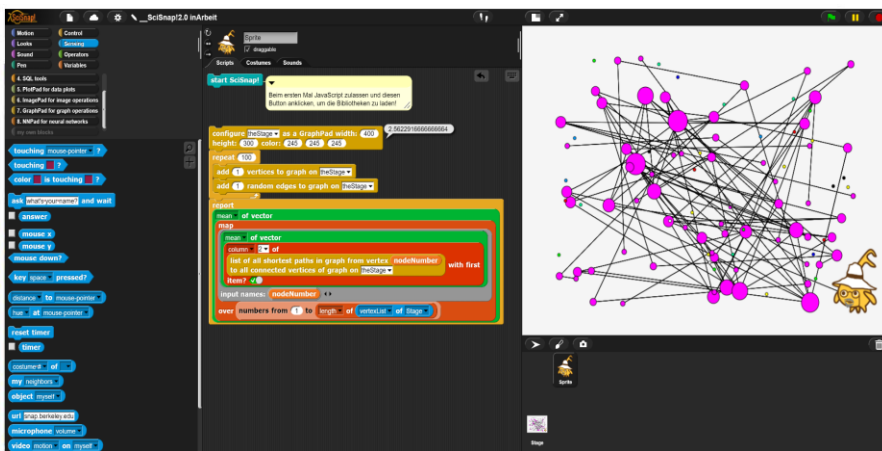 XSciSnap!
__SciSnap!2.0 inArbeit
Motion
Control
Looks
Sensing
Sound
Operators
Pen
Variables
4. SQL tools
5. PlotPad for data plots
6. ImagePad for image operations
7. GraphPad for graph operations
8. NNPad for neural networks
my own blocks
touching mouse-pointer ?
touching ?
color is touching ?
ask what's your name? and wait
answer
mouse x
mouse y
mouse down?
key space pressed?
distance to mouse-pointer
hue at mouse-pointer
reset timer
timer
costume # of
my neighbors
object myself
url snap.berkeley.edu
microphone volume
video motion on myself
Sprite
draggable
Scripts Costumes Sounds
start SciSnap!
Beim ersten Mal JavaScript zulassen und diesen
Button anklicken, um die Bibliotheken zu laden!
configure theStage as a GraphPad width: 400
height: 300 color: 245 245 245
repeat 100
add 1 vertices to graph on theStage
add 1 random edges to graph on theStage
report
mean of vector
map
mean of vector
column 2 of
list of all shortest paths in graph from vertex nodeNumber
to all connected vertices of graph on theStage
with first
item?
input names: nodeNumber
over numbers from 1 to length of vertexList of Stage
Sprite
Stage